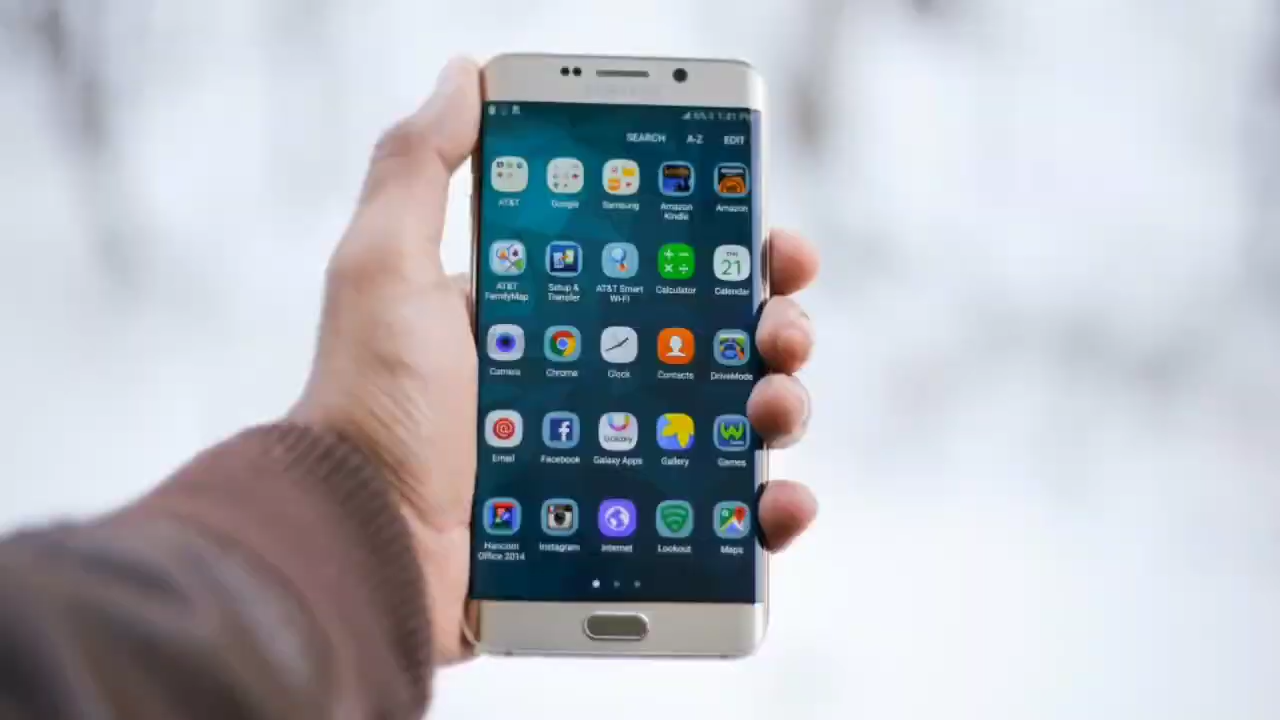 SEARCH A-Z EDIT
AT&T Google Samsung Amazon Kindle Amazon
AT&T FamilyMap Setup & Transfer AT&T Smart Wi-Fi Calculator 21 Calendar
Camera Chrome Clock Contacts DriveMode
Email Facebook Galaxy Apps Gallery Games
Hancom Office 2014 Instagram Internet Lookout Maps